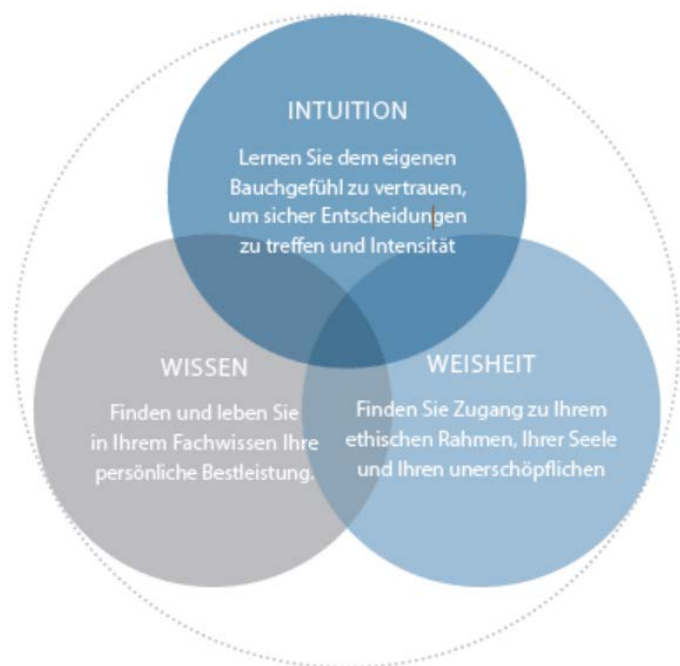 INTUITION
Lernen Sie dem eigenen
Bauchgefühl zu vertrauen,
um sicher Entscheidungen
zu treffen und Intensität
WISSEN
Finden und leben Sie
in Ihrem Fachwissen Ihre
persönliche Bestleistung.
WEISHEIT
Finden Sie Zugang zu Ihrem
ethischen Rahmen, Ihrer Seele
und Ihren unerschöpflichen